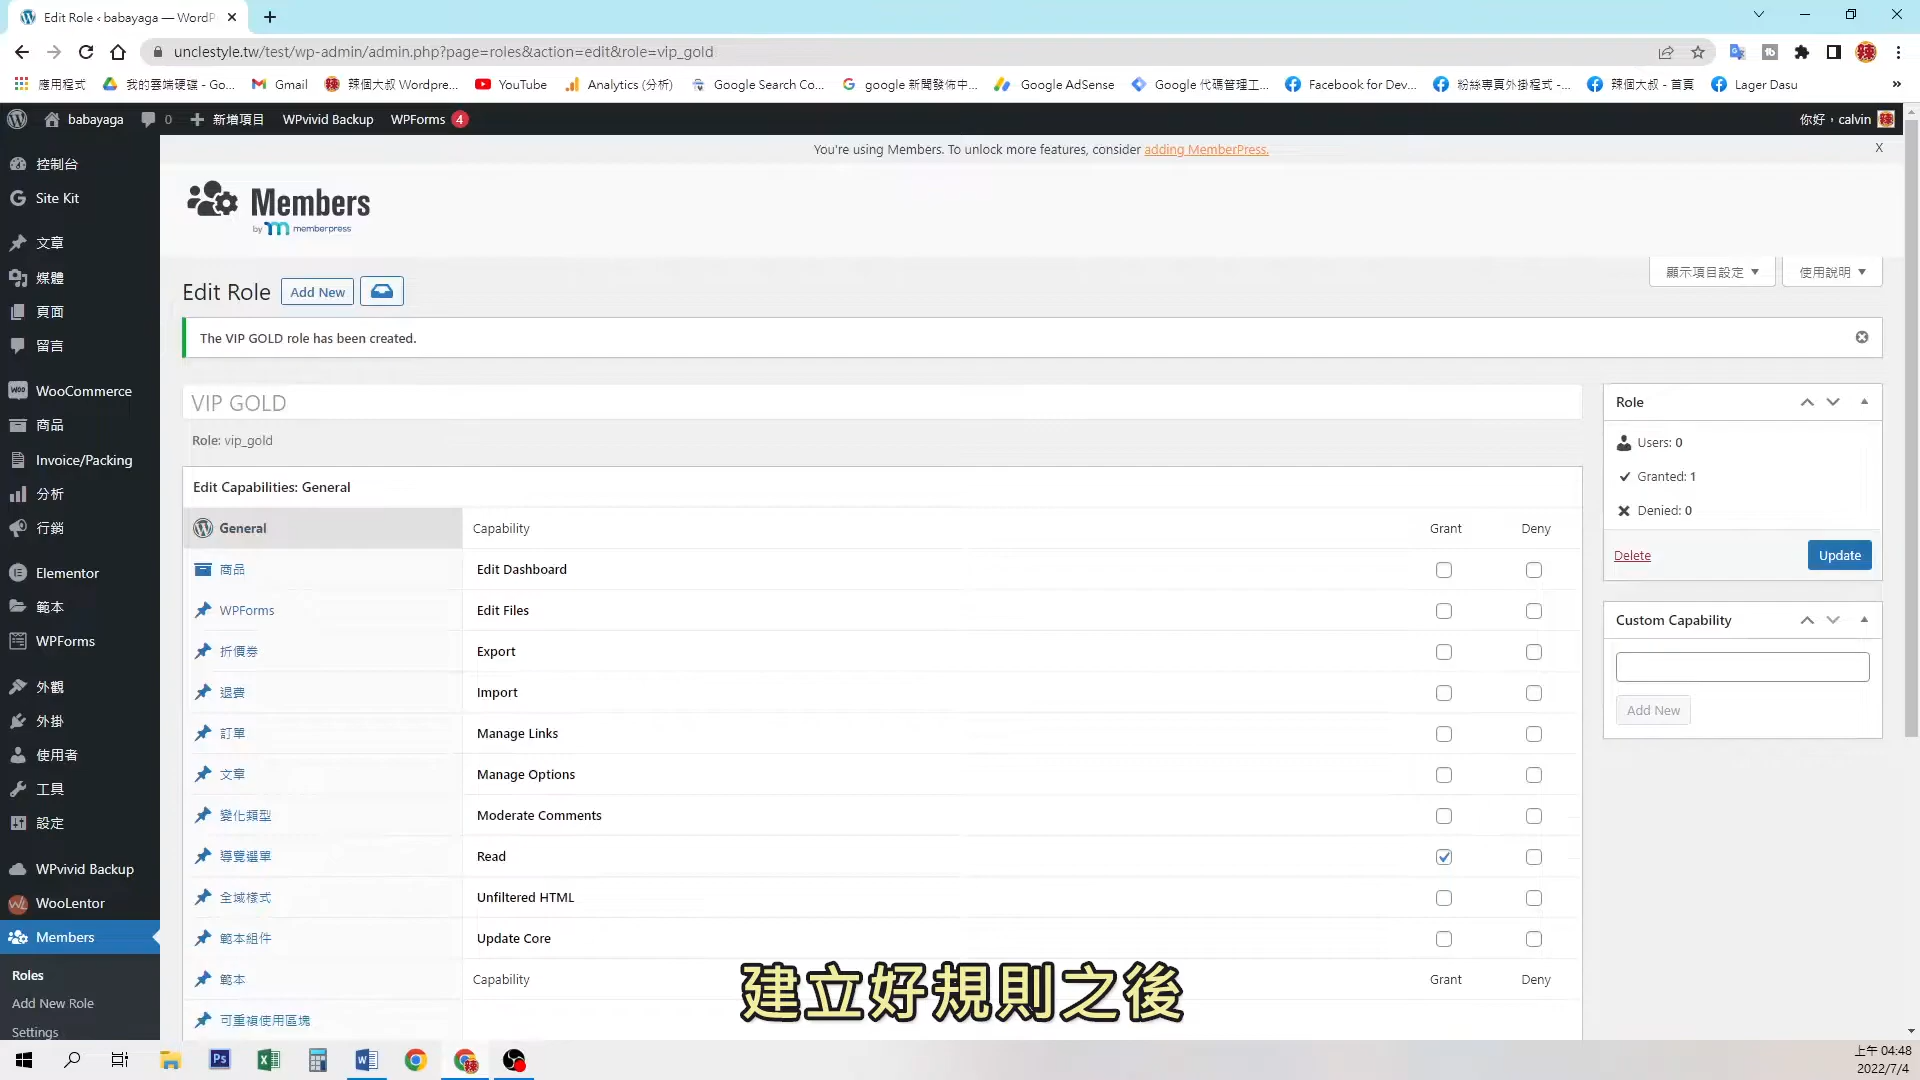 Edit Role ‹ babayaga — WordP
unclestyle.tw/test/wp-admin/admin.php?page=roles&action=edit&role=vip_gold
應用程式
我的雲端硬碟 - Go...
Gmail
辣個大叔 Wordpre...
YouTube
Analytics (分析)
Google Search Co...
google 新聞發佈中...
Google AdSense
Google 代碼管理工...
Facebook for Dev...
粉絲專頁外掛程式 -...
辣個大叔 - 首頁
Lager Dasu
»
babayaga
0
新增項目
WPvivid Backup
WPForms 4
你好，calvin
You're using Members. To unlock more features, consider adding MemberPress.
X
控制台
Site Kit
文章
媒體
頁面
留言
WooCommerce
商品
Invoice/Packing
分析
行銷
Elementor
範本
WPForms
外觀
外掛
使用者
工具
設定
WPvivid Backup
WooLentor
Members
Roles
Add New Role
Settings
Members
by m memberpress
顯示項目設定
使用說明
Edit Role
Add New
The VIP GOLD role has been created.
VIP GOLD
Role: vip_gold
Edit Capabilities: General
General
Capability
Grant
Deny
商品
Edit Dashboard
WPForms
Edit Files
折價券
Export
退費
Import
訂單
Manage Links
文章
Manage Options
變化類型
Moderate Comments
導覽選單
Read
全域樣式
Unfiltered HTML
範本組件
Update Core
範本
Capability
Grant
Deny
可重複使用區塊
Role
Users: 0
Granted: 1
Denied: 0
Delete
Update
Custom Capability
Add New
建立好規則之後
上午 04:48
2022/7/4